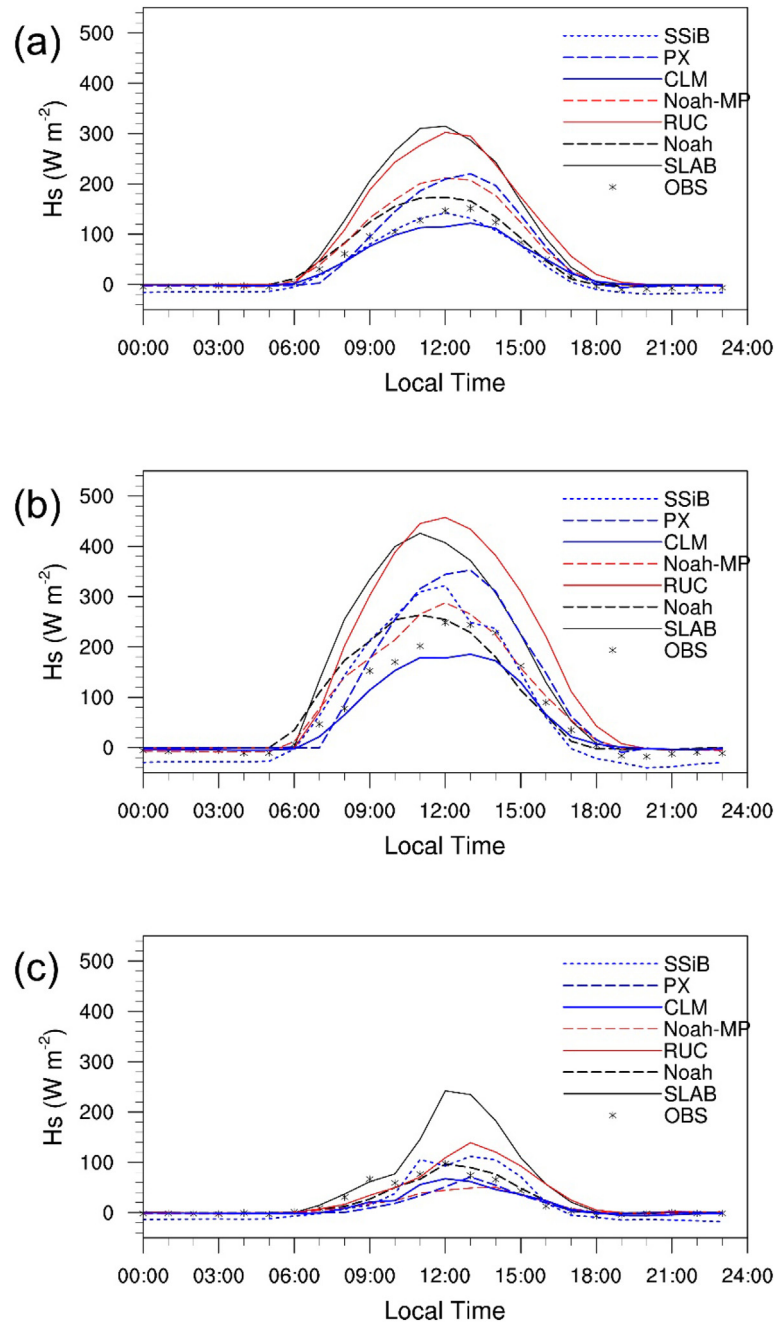 (a)
500
400
300
200
100
0
Hs (W m-2)
SSiB
PX
CLM
Noah-MP
RUC
Noah
SLAB
OBS
00:00 03:00 06:00 09:00 12:00 15:00 18:00 21:00 24:00
Local Time
(b)
500
400
300
200
100
0
Hs (W m-2)
SSiB
PX
CLM
Noah-MP
RUC
Noah
SLAB
OBS
00:00 03:00 06:00 09:00 12:00 15:00 18:00 21:00 24:00
Local Time
(c)
500
400
300
200
100
0
Hs (W m-2)
SSiB
PX
CLM
Noah-MP
RUC
Noah
SLAB
OBS
00:00 03:00 06:00 09:00 12:00 15:00 18:00 21:00 24:00
Local Time